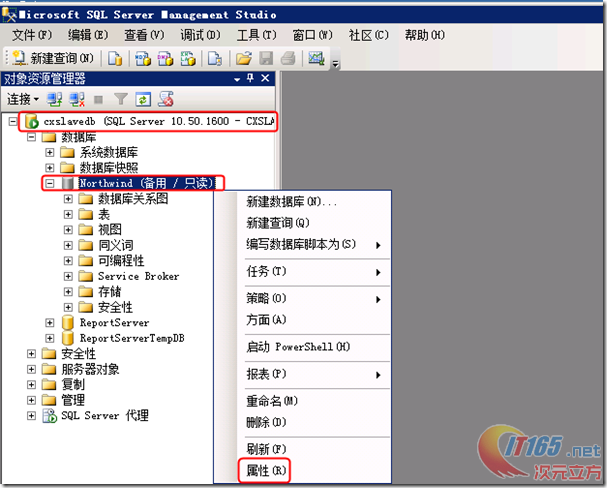 Microsoft SQL Server Management Studio
文件(F) 编辑(E) 查看(V) 调试(D) 工具(T) 窗口(W) 社区(C) 帮助(H)
新建查询(N)
对象资源管理器
连接
cxslavedb (SQL Server 10.50.1600 - CXSLA
数据库
系统数据库
数据库快照
Northwind (备用 / 只读)
数据库关系图
表
视图
同义词
可编程性
Service Broker
存储
安全性
ReportServer
ReportServerTempDB
安全性
服务器对象
复制
管理
SQL Server 代理
新建数据库(N)...
新建查询(Q)
编写数据库脚本为(S)
任务(T)
策略(O)
方面(A)
启动 PowerShell(H)
报表(P)
重命名(M)
删除(D)
刷新(F)
属性(R)
IT165.net
次元立方